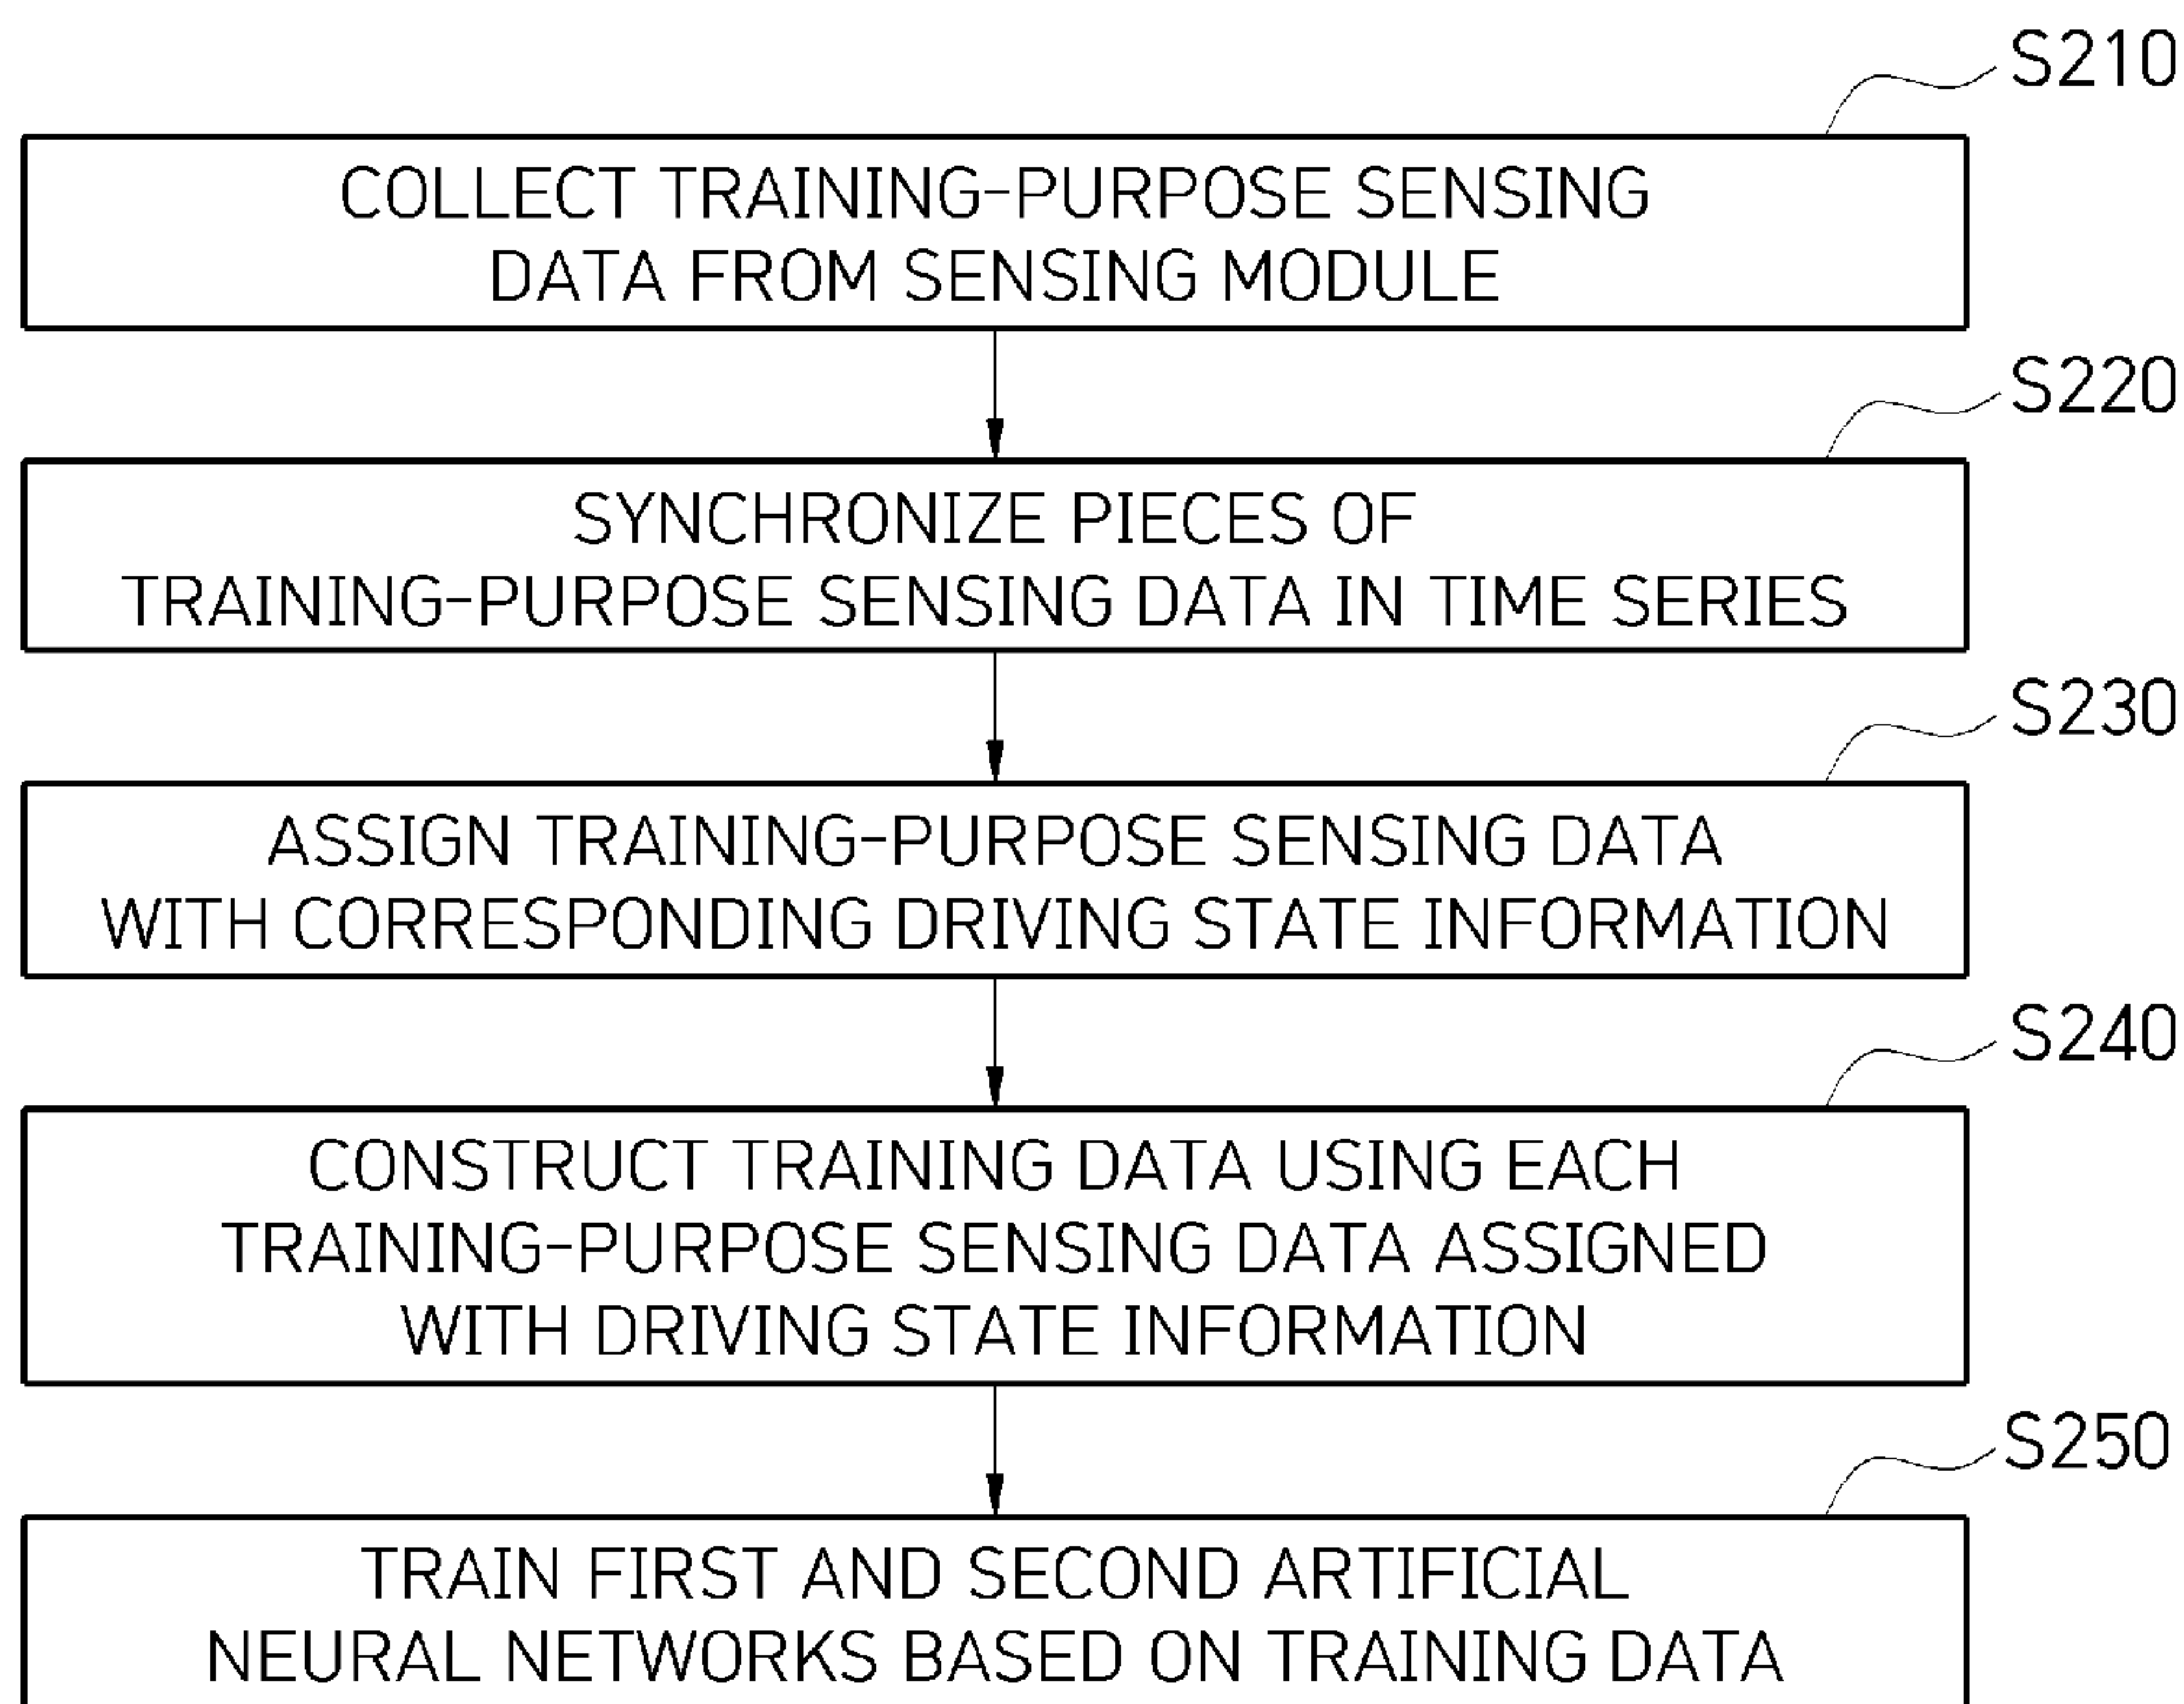 S210
COLLECT TRAINING-PURPOSE SENSING
DATA FROM SENSING MODULE
S220
SYNCHRONIZE PIECES OF
TRAINING-PURPOSE SENSING DATA IN TIME SERIES
S230
ASSIGN TRAINING-PURPOSE SENSING DATA
WITH CORRESPONDING DRIVING STATE INFORMATION
S240
CONSTRUCT TRAINING DATA USING EACH
TRAINING-PURPOSE SENSING DATA ASSIGNED
WITH DRIVING STATE INFORMATION
S250
TRAIN FIRST AND SECOND ARTIFICIAL
NEURAL NETWORKS BASED ON TRAINING DATA